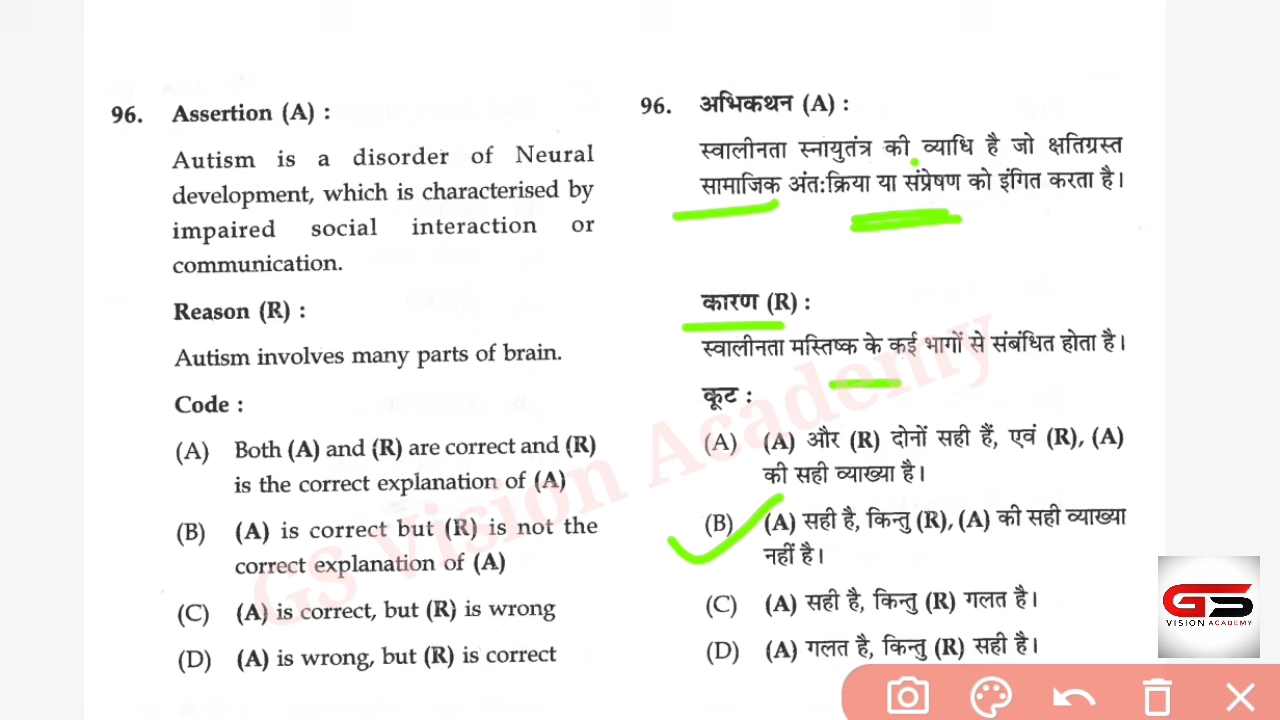 96. Assertion (A) :
Autism is a disorder of Neural
development, which is characterised by
impaired social interaction or
communication.
Reason (R) :
Autism involves many parts of brain.
Code :
(A) Both (A) and (R) are correct and (R)
is the correct explanation of (A)
(B) (A) is correct but (R) is not the
correct explanation of (A)
(C) (A) is correct, but (R) is wrong
(D) (A) is wrong, but (R) is correct
96. अभिकथन (A) :
स्वालीनता स्नायुतंत्र की व्याधि है जो क्षतिग्रस्त
सामाजिक अंतःक्रिया या संप्रेषण को इंगित करता है।
कारण (R) :
स्वालीनता मस्तिष्क के कई भागों से संबंधित होता है।
कूट :
(A) (A) और (R) दोनों सही हैं, एवं (R), (A)
की सही व्याख्या है।
(B) (A) सही है, किन्तु (R), (A) की सही व्याख्या
नहीं है।
(C) (A) सही है, किन्तु (R) गलत है।
(D) (A) गलत है, किन्तु (R) सही है।
GS Vision Academy
GS
VISION ACADEMY